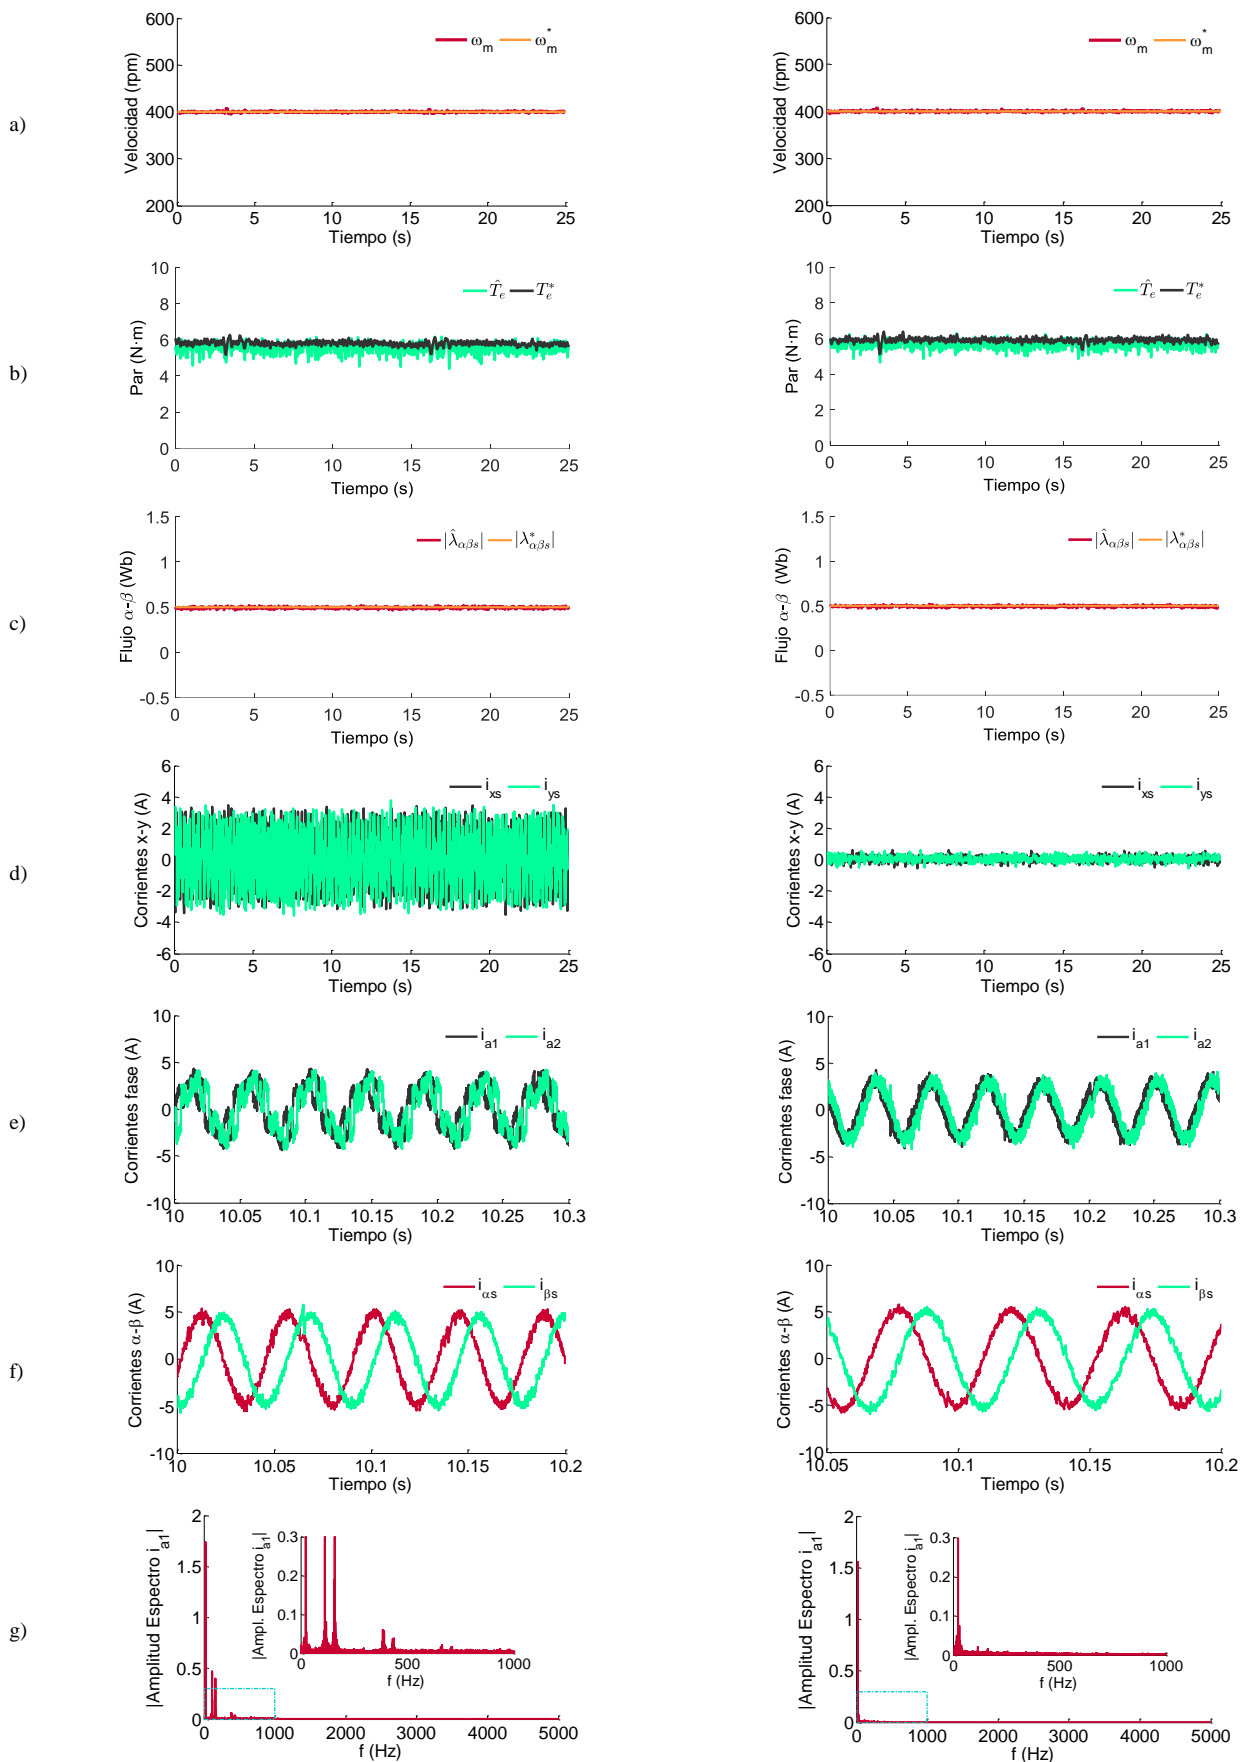 a)
Velocidad (rpm)
600
500
400
300
200
ω_m ω_m^*
0 5 10 15 20 25
Tiempo (s)
Velocidad (rpm)
600
500
400
300
200
ω_m ω_m^*
0 5 10 15 20 25
Tiempo (s)
b)
Par (N·m)
10
8
6
4
2
0
T̂_e T_e^*
0 5 10 15 20 25
Tiempo (s)
Par (N·m)
10
8
6
4
2
0
T̂_e T_e^*
0 5 10 15 20 25
Tiempo (s)
c)
Flujo α-β (Wb)
1.5
1
0.5
0
-0.5
|λ̂_αβs| |λ_αβs^*|
0 5 10 15 20 25
Tiempo (s)
Flujo α-β (Wb)
1.5
1
0.5
0
-0.5
|λ̂_αβs| |λ_αβs^*|
0 5 10 15 20 25
Tiempo (s)
d)
Corrientes x-y (A)
6
4
2
0
-2
-4
-6
i_xs i_ys
0 5 10 15 20 25
Tiempo (s)
Corrientes x-y (A)
6
4
2
0
-2
-4
-6
i_xs i_ys
0 5 10 15 20 25
Tiempo (s)
e)
Corrientes fase (A)
10
5
0
-5
-10
i_a1 i_a2
10 10.05 10.1 10.15 10.2 10.25 10.3
Tiempo (s)
Corrientes fase (A)
10
5
0
-5
-10
i_a1 i_a2
10 10.05 10.1 10.15 10.2 10.25 10.3
Tiempo (s)
f)
Corrientes α-β (A)
10
5
0
-5
-10
i_αs i_βs
10 10.05 10.1 10.15 10.2
Tiempo (s)
Corrientes α-β (A)
10
5
0
-5
-10
i_αs i_βs
10.05 10.1 10.15 10.2
Tiempo (s)
g)
|Amplitud Espectro i_a1|
2
1.5
1
0.5
0
|Ampl. Espectro i_a1|
0.3
0.2
0.1
0
0 500 1000
f (Hz)
0 1000 2000 3000 4000 5000
f (Hz)
|Amplitud Espectro i_a1|
2
1.5
1
0.5
0
|Ampl. Espectro i_a1|
0.3
0.2
0.1
0
0 500 1000
f (Hz)
0 1000 2000 3000 4000 5000
f (Hz)